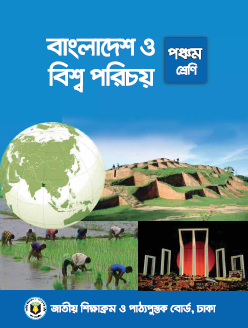 বাংলাদেশ ও
বিশ্ব পরিচয়
পঞ্চম
শ্রেণি
জাতীয় শিক্ষাক্রম ও পাঠ্যপুস্তক বোর্ড, ঢাকা